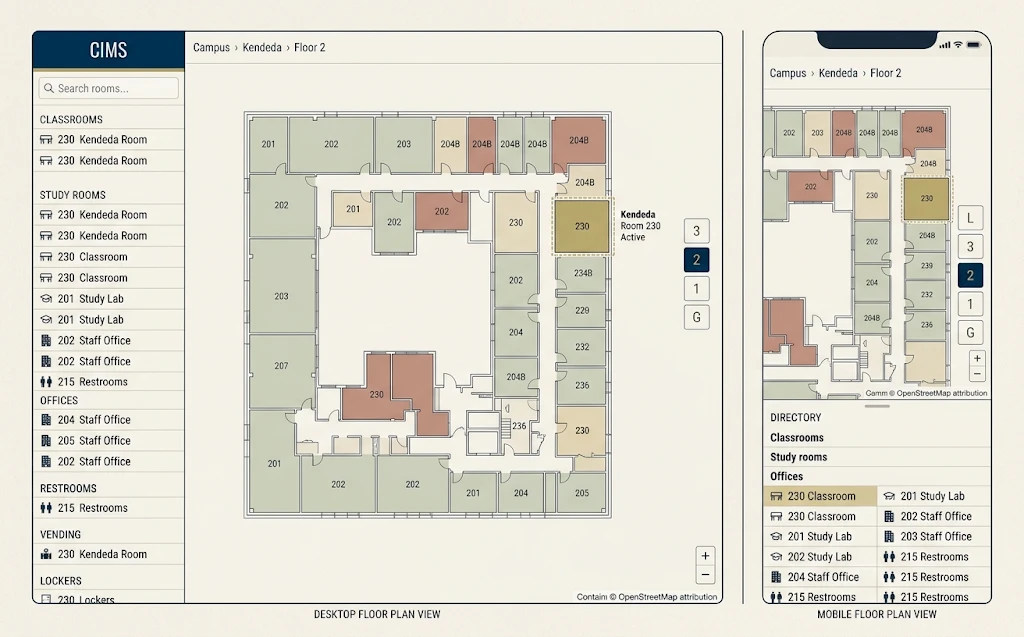 CIMS
Search rooms...
CLASSROOMS
230 Kendeda Room
230 Kendeda Room
STUDY ROOMS
230 Kendeda Room
230 Kendeda Room
230 Classroom
230 Classroom
201 Study Lab
201 Study Lab
202 Staff Office
202 Staff Office
215 Restrooms
OFFICES
204 Staff Office
205 Staff Office
202 Staff Office
RESTROOMS
215 Restrooms
VENDING
230 Kendeda Room
LOCKERS
230 Lockers
Campus › Kendeda › Floor 2
201 202 203 204B 204B 204B 204B 204B
204B
202 201 202 202 230 230
Kendeda
Room 230
Active
203 202 234B
229
204 232
207 230 204B 236
236 230
201 202 202 201 204 205
3
2
1
G
+
−
Contaim © OpenStreetMap attribution
DESKTOP FLOOR PLAN VIEW
Campus › Kendeda › Floor 2
202 203 204B 204B 204B 204B
204B
202 230 230
202 204B
239
204 232
204B 236
L
3
2
1
G
+
−
Gamm © OpenStreetMap attribution
DIRECTORY
Classrooms
Study rooms
Offices
230 Classroom 201 Study Lab
230 Classroom 202 Staff Office
201 Study Lab 203 Staff Office
202 Study Lab 215 Restrooms
204 Staff Office 215 Restrooms
215 Restrooms 215 Restrooms
MOBILE FLOOR PLAN VIEW